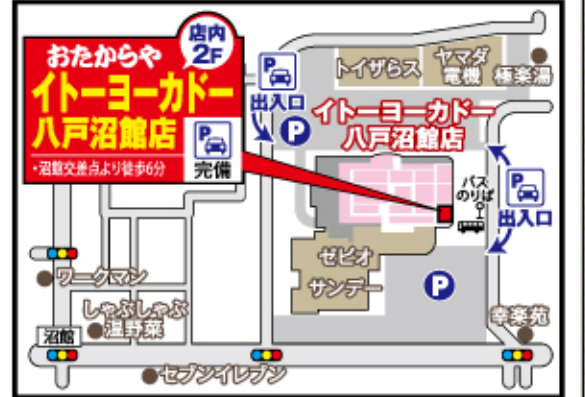 おたからや
店内
2F
イトーヨーカドー
八戸沼館店
・沼館交差点より徒歩6分
P
完備
P
出入口
P
トイザらス
ヤマダ
電機
極楽湯
イトーヨーカドー
八戸沼館店
バス
のりば
P
出入口
ゼビオ
サンデー
P
ワークマン
しゃぶしゃぶ
温野菜
沼館
セブンイレブン
幸楽苑